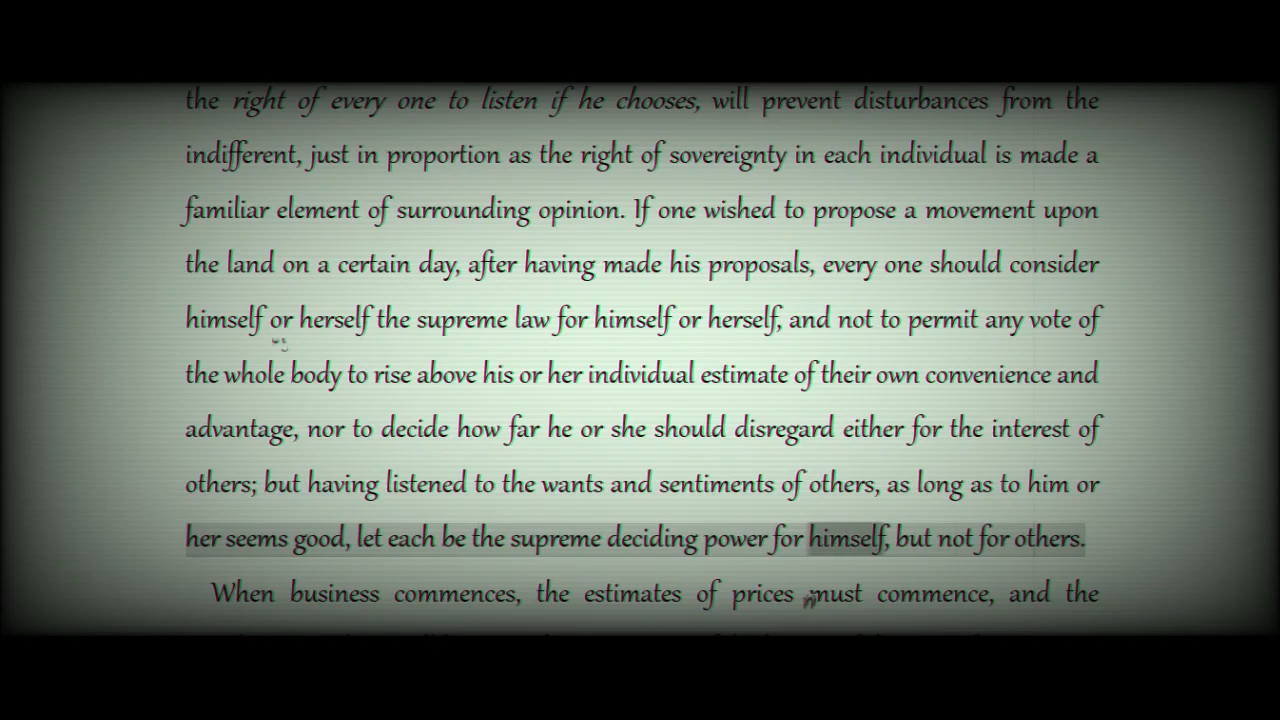 the right of every one to listen if he chooses, will prevent disturbances from the
indifferent, just in proportion as the right of sovereignty in each individual is made a
familiar element of surrounding opinion. If one wished to propose a movement upon
the land on a certain day, after having made his proposals, every one should consider
himself or herself the supreme law for himself or herself, and not to permit any vote of
the whole body to rise above his or her individual estimate of their own convenience and
advantage, nor to decide how far he or she should disregard either for the interest of
others; but having listened to the wants and sentiments of others, as long as to him or
her seems good, let each be the supreme deciding power for himself, but not for others.
When business commences, the estimates of prices must commence, and the